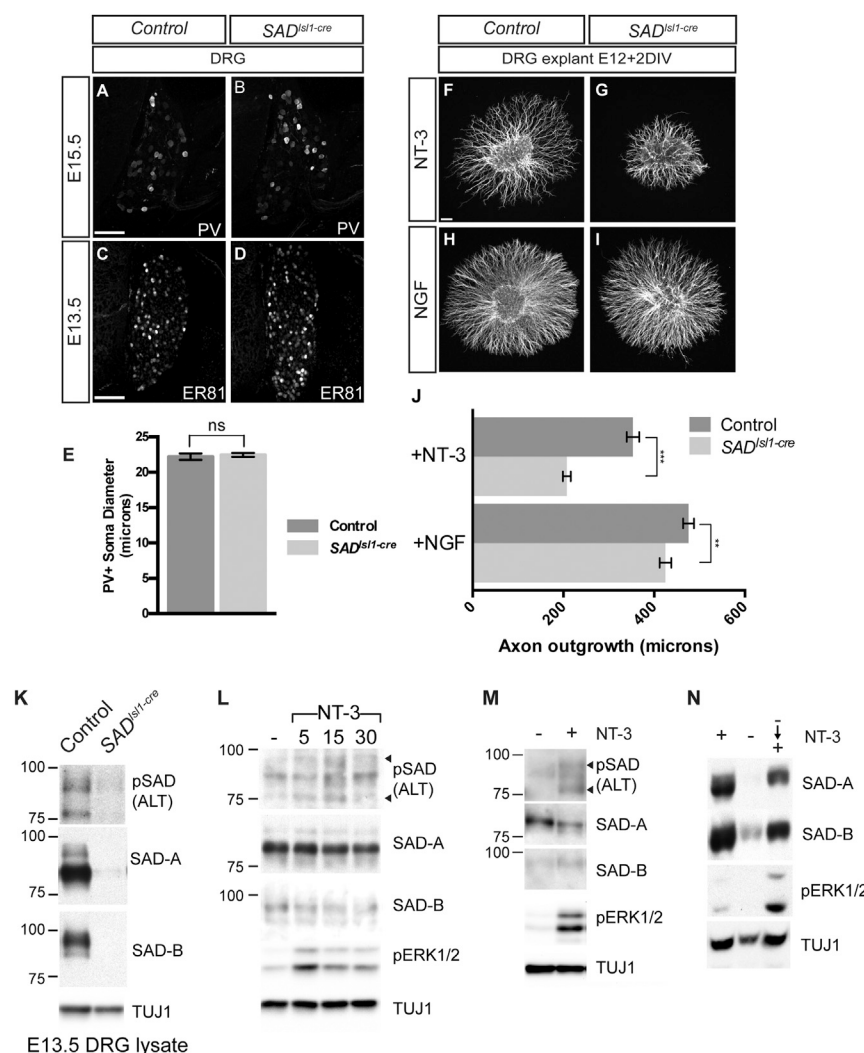 Control
SAD^Isl1-cre
DRG
E15.5
A
B
PV
PV
E13.5
C
D
ER81
ER81
Control
SAD^Isl1-cre
DRG explant E12+2DIV
NT-3
F
G
NGF
H
I
E
ns
25
20
15
10
5
0
PV+ Soma Diameter
(microns)
Control
SAD^Isl1-cre
J
Control
SAD^Isl1-cre
+NT-3
***
+NGF
**
0
200
400
600
Axon outgrowth (microns)
K
Control
SAD^Isl1-cre
100
75
pSAD
(ALT)
75
SAD-A
100
75
SAD-B
TUJ1
E13.5 DRG lysate
L
NT-3
- 5 15 30
100
75
pSAD
(ALT)
75
SAD-A
100
SAD-B
pERK1/2
TUJ1
M
- + NT-3
100
75
pSAD
(ALT)
75
SAD-A
100
SAD-B
pERK1/2
TUJ1
N
-
+ - + NT-3
SAD-A
SAD-B
pERK1/2
TUJ1